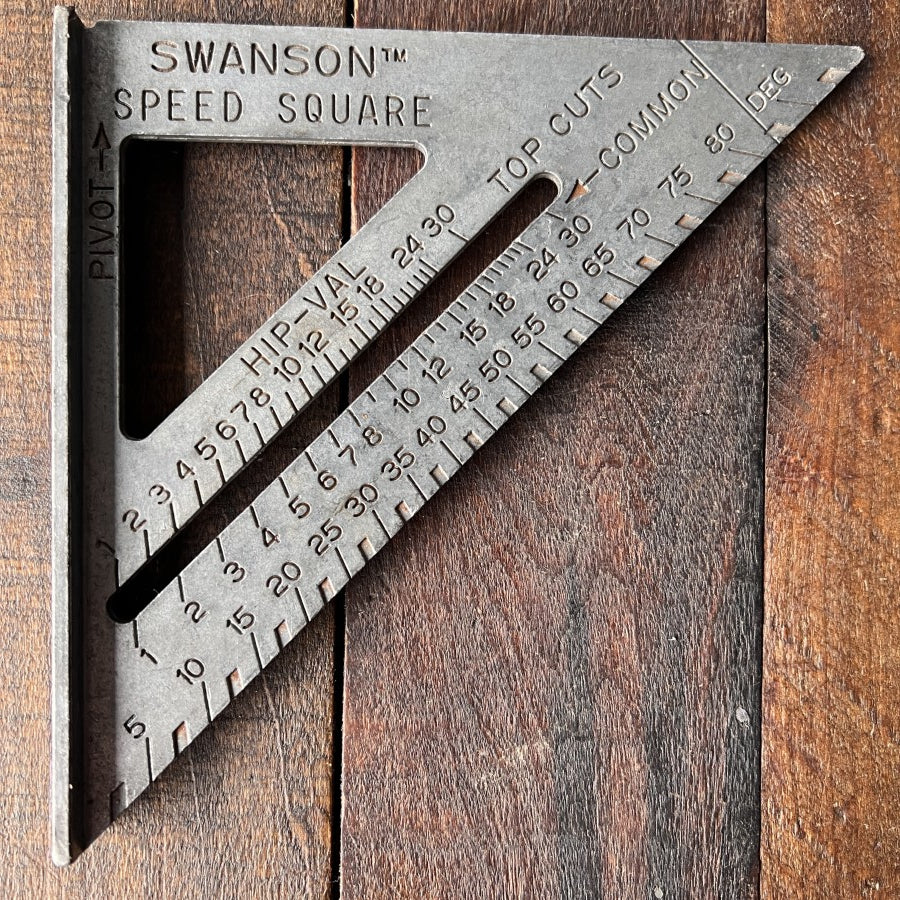 SWANSON™
SPEED SQUARE
PIVOT
TOP CUTS
COMMON
DEG
HIP-VAL
1 2 3 4 5 6 7 8 10 12 15 18 24 30
1 2 3 4 5 6 7 8 10 12 15 18 24 30
5 10 15 20 25 30 35 40 45 50 55 60 65 70 75 80